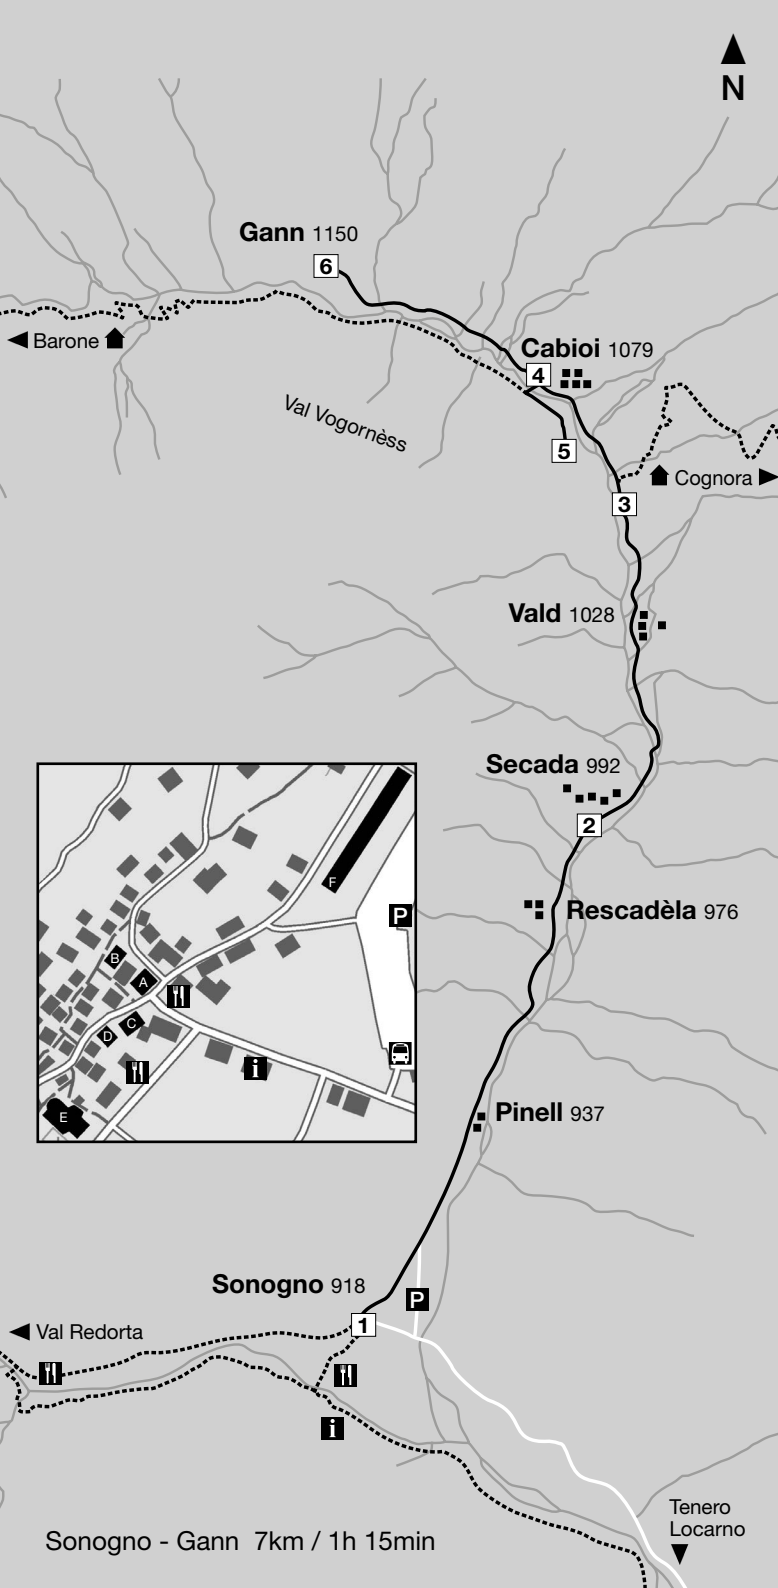 N
Gann 1150
6
Barone
Cabioi 1079
4
Val Vogornèss
5
Cognora
3
Vald 1028
Secada 992
2
Rescadèla 976
F
P
B
A
C
D
i
E
Pinell 937
Sonogno 918
P
1
Val Redorta
i
Tenero
Locarno
Sonogno - Gann 7km / 1h 15min